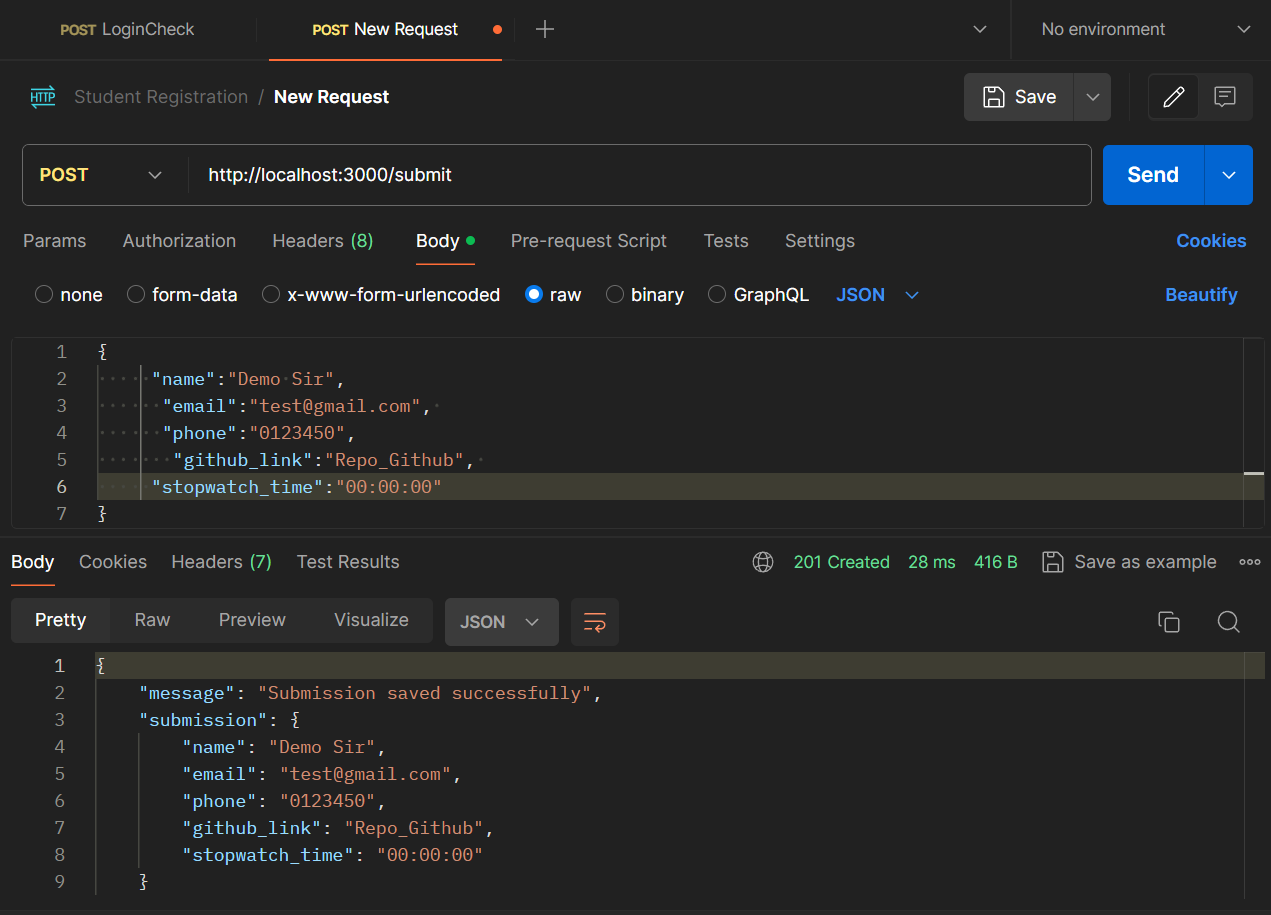 POST LoginCheck POST New Request No environment
HTTP Student Registration / New Request Save
POST http://localhost:3000/submit Send
Params Authorization Headers (8) Body Pre-request Script Tests Settings Cookies
none form-data x-www-form-urlencoded raw binary GraphQL JSON Beautify
1 {
2 "name":"Demo Sir",
3 "email":"test@gmail.com",
4 "phone":"0123450",
5 "github_link":"Repo_Github",
6 "stopwatch_time":"00:00:00"
7 }
Body Cookies Headers (7) Test Results 201 Created 28 ms 416 B Save as example
Pretty Raw Preview Visualize JSON
1 {
2 "message": "Submission saved successfully",
3 "submission": {
4 "name": "Demo Sir",
5 "email": "test@gmail.com",
6 "phone": "0123450",
7 "github_link": "Repo_Github",
8 "stopwatch_time": "00:00:00"
9 }